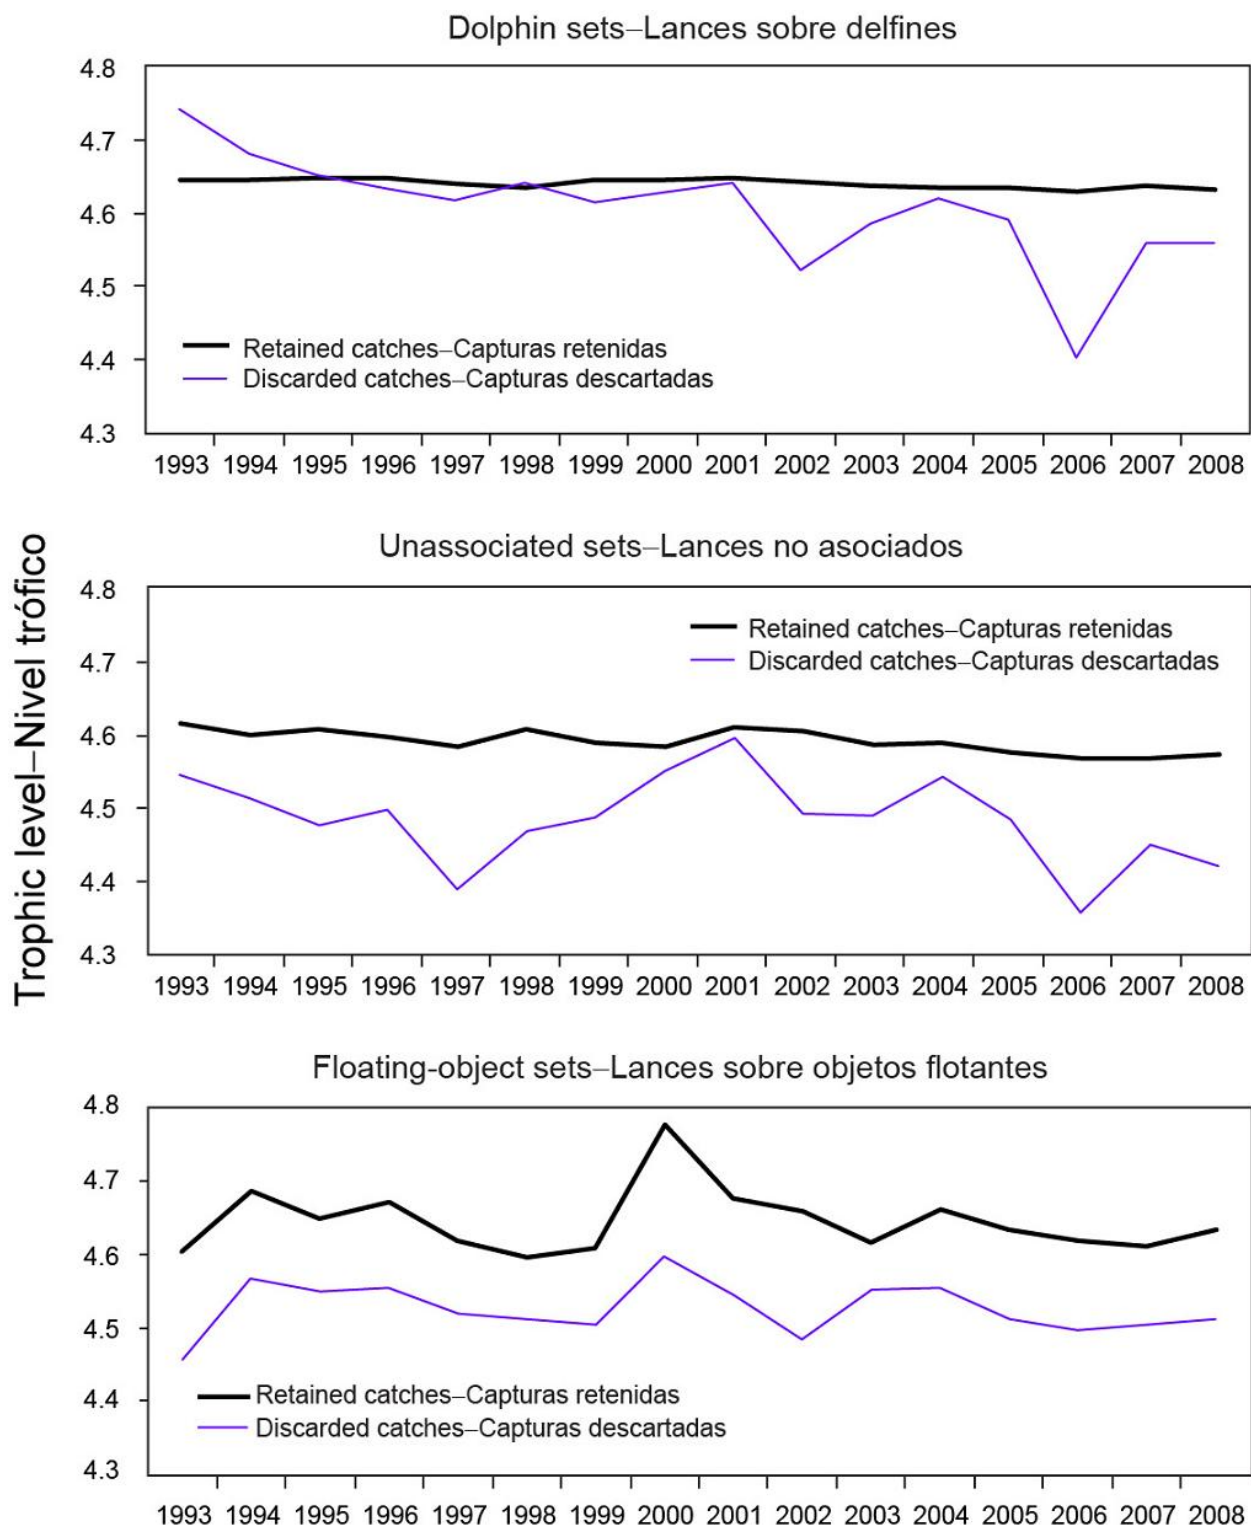 Dolphin sets–Lances sobre delfines
4.8
4.7
4.6
4.5
4.4
4.3
Retained catches–Capturas retenidas
Discarded catches–Capturas descartadas
1993 1994 1995 1996 1997 1998 1999 2000 2001 2002 2003 2004 2005 2006 2007 2008
Trophic level–Nivel trófico
Unassociated sets–Lances no asociados
4.8
4.7
4.6
4.5
4.4
4.3
Retained catches–Capturas retenidas
Discarded catches–Capturas descartadas
1993 1994 1995 1996 1997 1998 1999 2000 2001 2002 2003 2004 2005 2006 2007 2008
Floating-object sets–Lances sobre objetos flotantes
4.8
4.7
4.6
4.5
4.4
4.3
Retained catches–Capturas retenidas
Discarded catches–Capturas descartadas
1993 1994 1995 1996 1997 1998 1999 2000 2001 2002 2003 2004 2005 2006 2007 2008